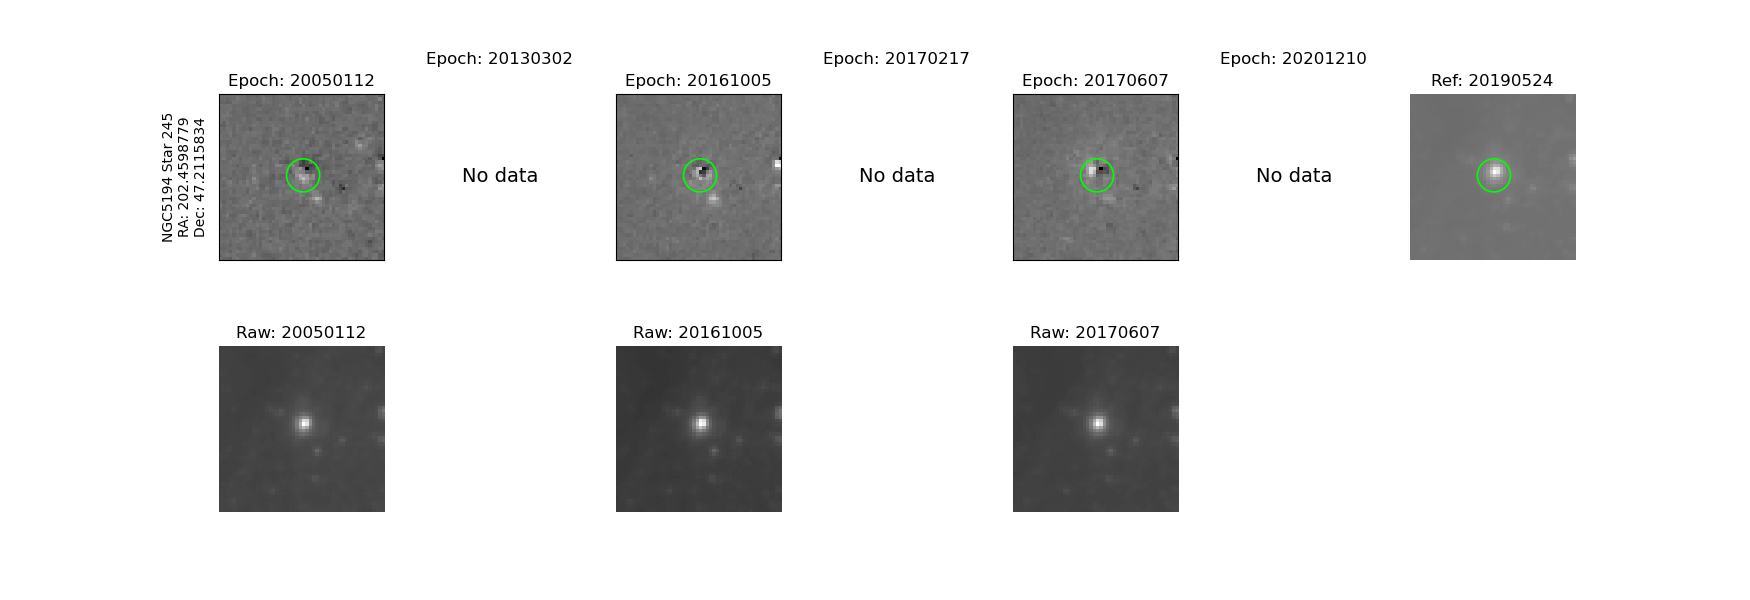 Epoch: 20130302
Epoch: 20170217
Epoch: 20201210
Epoch: 20050112
Epoch: 20161005
Epoch: 20170607
Ref: 20190524
NGC5194 Star 245
RA: 202.4598779
Dec: 47.2115834
No data
No data
No data
Raw: 20050112
Raw: 20161005
Raw: 20170607